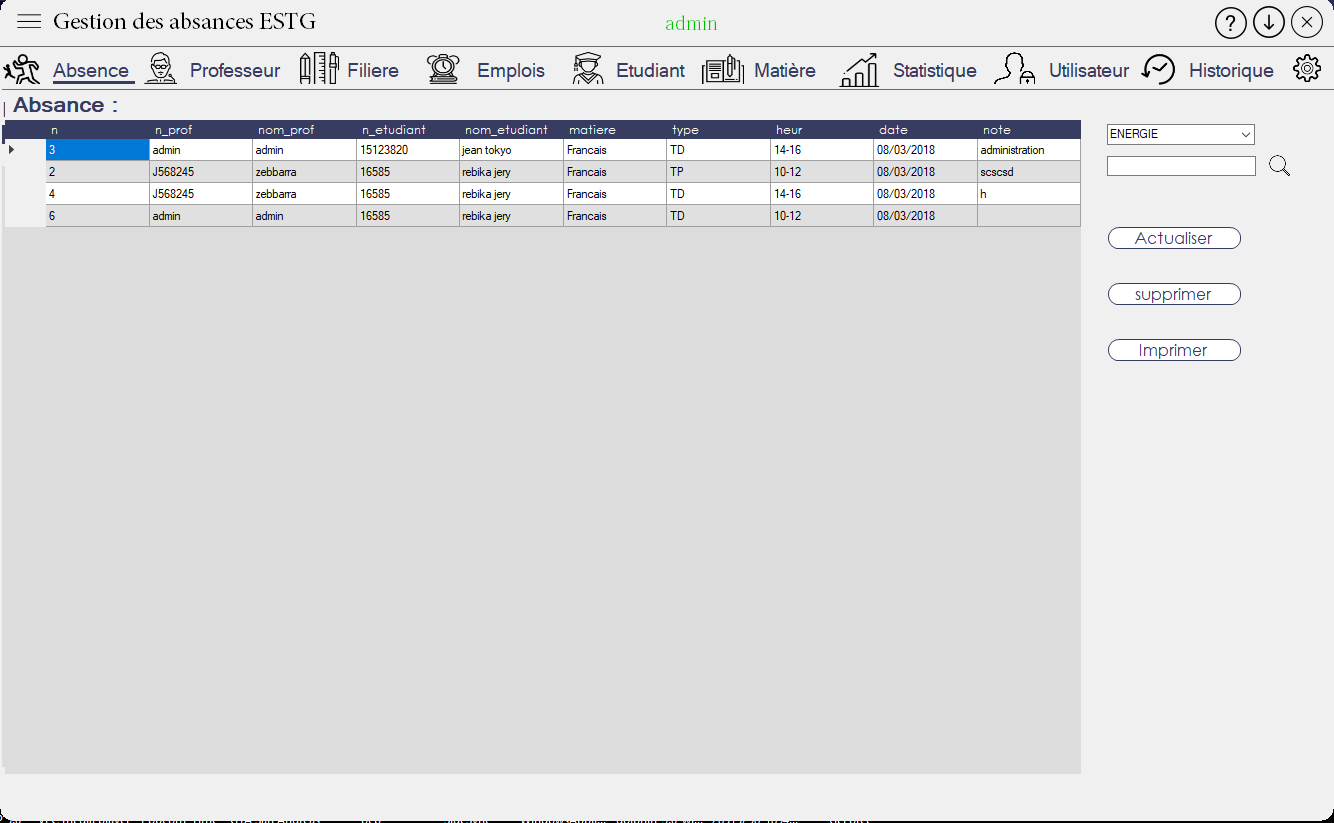 Gestion des absances ESTG admin ?
Absence Professeur Filiere Emplois Etudiant Matière Statistique Utilisateur Historique
Absance :
n n_prof nom_prof n_etudiant nom_etudiant matiere type heur date note
3 admin admin 15123820 jean tokyo Francais TD 14-16 08/03/2018 administration
2 J568245 zebbarra 16585 rebika jery Francais TP 10-12 08/03/2018 scscsd
4 J568245 zebbarra 16585 rebika jery Francais TD 14-16 08/03/2018 h
6 admin admin 16585 rebika jery Francais TD 10-12 08/03/2018
ENERGIE
Actualiser
supprimer
Imprimer